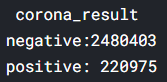 corona_result
negative:2480403
positive: 220975